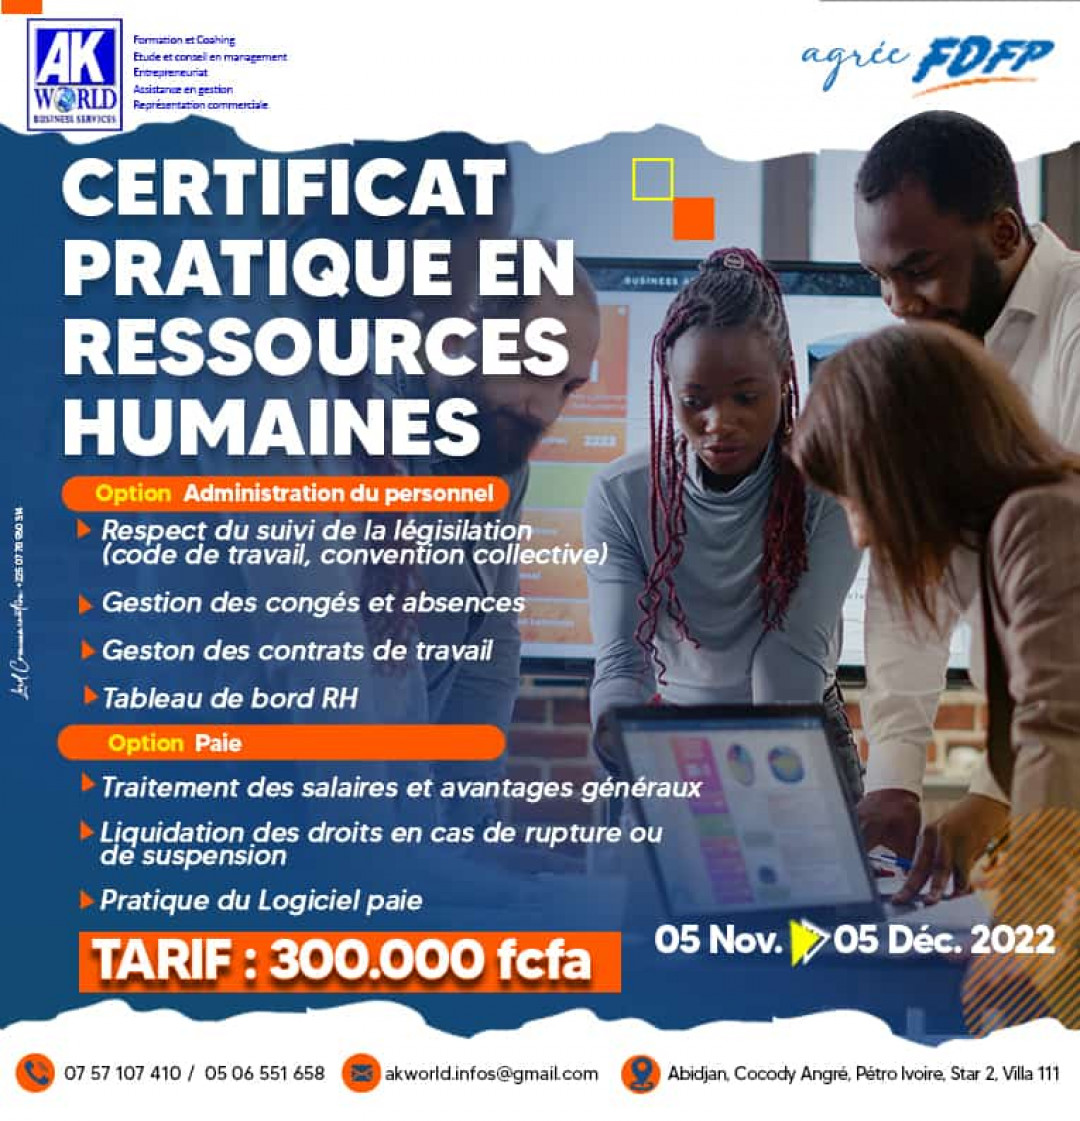 AK
WORLD
BUSINESS SERVICES
Formation et Coahing
Etude et conseil en management
Entrepreneuriat
Assistance en gestion
Représentation commerciale
agrée FDFP
CERTIFICAT
PRATIQUE EN
RESSOURCES
HUMAINES
BUSINESS
Option Administration du personnel
Respect du suivi de la légisilation
(code de travail, convention collective)
Gestion des congés et absences
Geston des contrats de travail
Tableau de bord RH
Option Paie
Traitement des salaires et avantages généraux
Liquidation des droits en cas de rupture ou
de suspension
Pratique du Logiciel paie
TARIF : 300.000 fcfa
05 Nov. 05 Déc. 2022
07 57 107 410 / 05 06 551 658
akworld.infos@gmail.com
Abidjan, Cocody Angré, Pétro Ivoire, Star 2, Villa 111